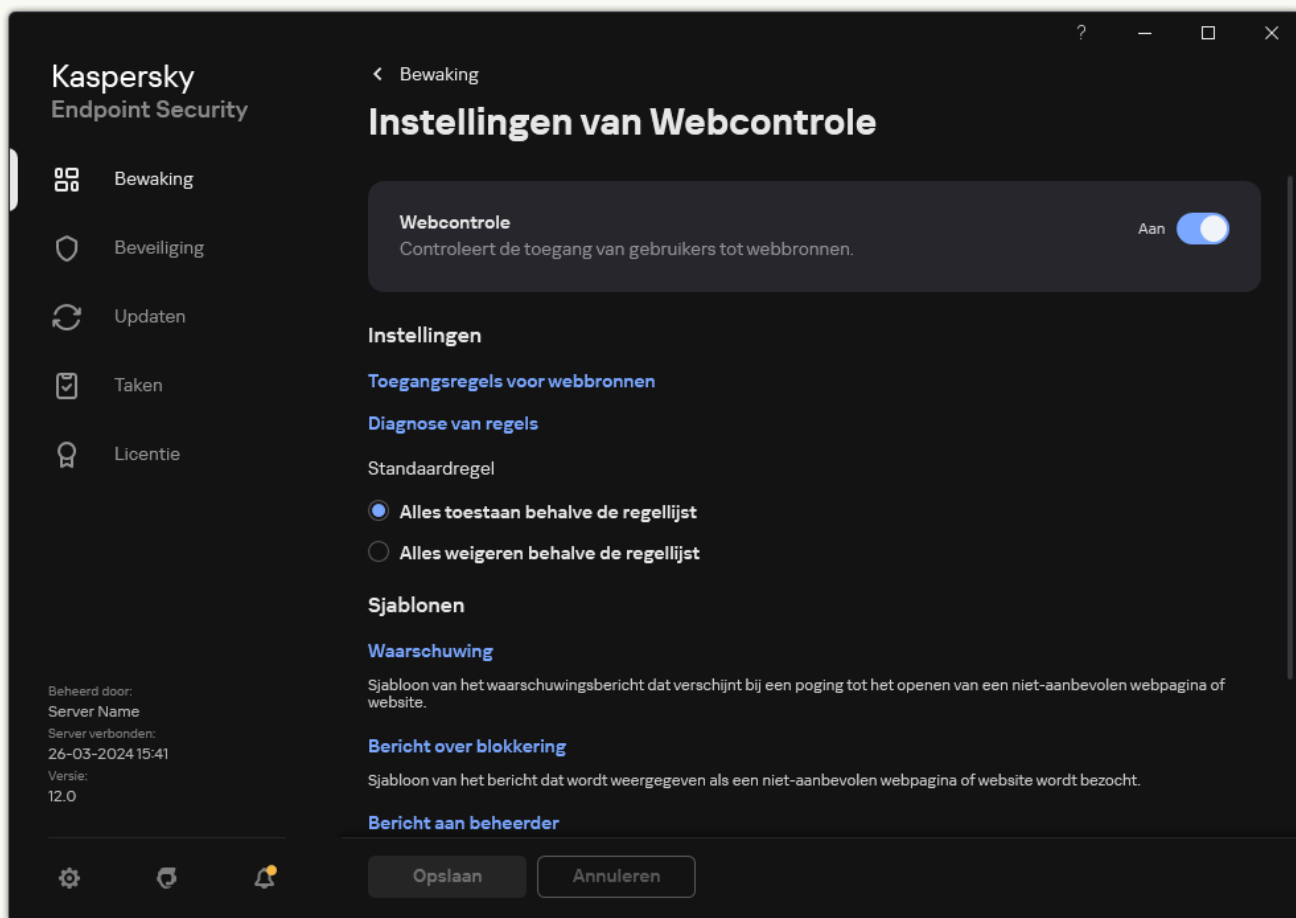 ?
Kaspersky
Endpoint Security
Bewaking
Beveiliging
Updaten
Taken
Licentie
Beheerd door:
Server Name
Server verbonden:
26-03-2024 15:41
Versie:
12.0
Bewaking
Instellingen van Webcontrole
Webcontrole
Controleert de toegang van gebruikers tot webbronnen.
Aan
Instellingen
Toegangsregels voor webbronnen
Diagnose van regels
Standaardregel
Alles toestaan behalve de regellijst
Alles weigeren behalve de regellijst
Sjablonen
Waarschuwing
Sjabloon van het waarschuwingsbericht dat verschijnt bij een poging tot het openen van een niet-aanbevolen webpagina of
website.
Bericht over blokkering
Sjabloon van het bericht dat wordt weergegeven als een niet-aanbevolen webpagina of website wordt bezocht.
Bericht aan beheerder
Opslaan
Annuleren